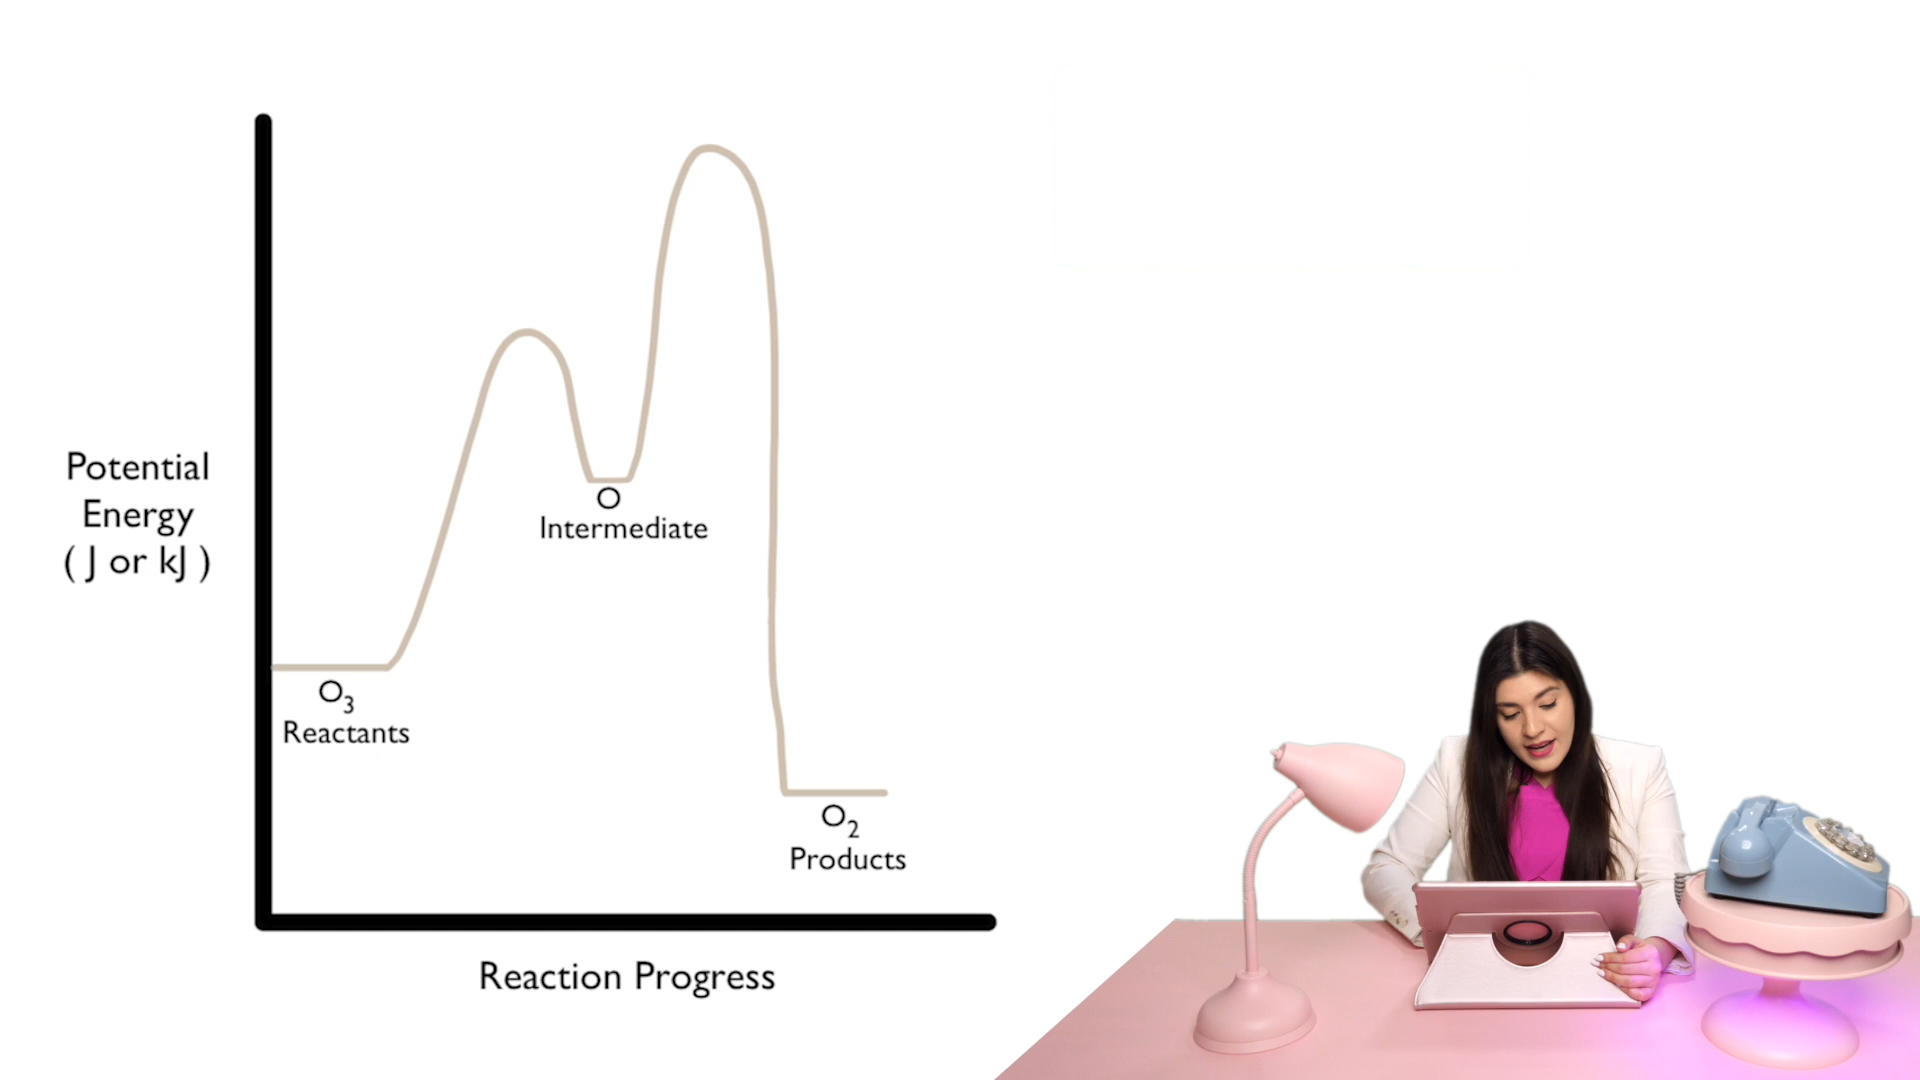 Potential
Energy
( J or kJ )
O
Intermediate
O₃
Reactants
O₂
Products
Reaction Progress